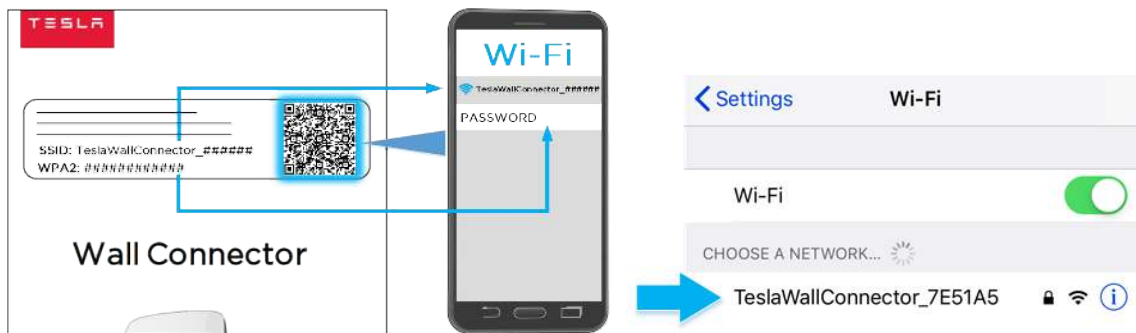 TESLA
SSID: TeslaWallConnector_######
WPA2: ############
Wall Connector
Wi-Fi
TeslaWallConnector_######
PASSWORD
Settings
Wi-Fi
Wi-Fi
CHOOSE A NETWORK...
TeslaWallConnector_7E51A5